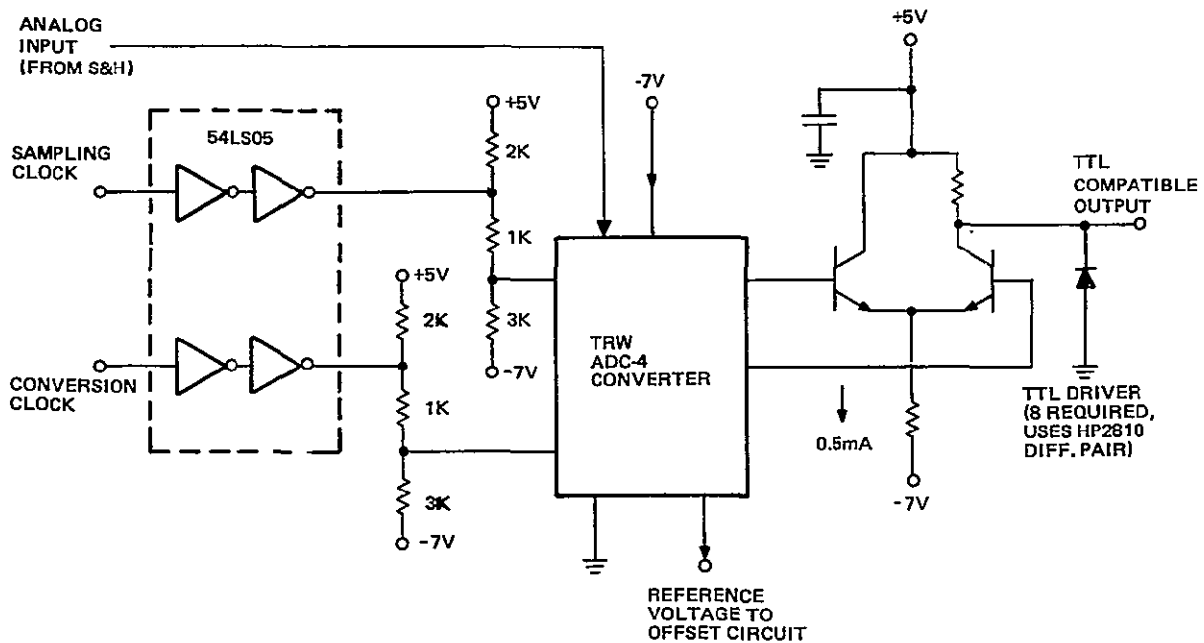 ANALOG
INPUT
(FROM S&H)
+5V
-7V
+5V
54LS05
SAMPLING
CLOCK
2K
TTL
COMPATIBLE
OUTPUT
1K
+5V
2K
3K
-7V
TRW
ADC-4
CONVERTER
CONVERSION
CLOCK
1K
3K
-7V
0.5mA
TTL DRIVER
(8 REQUIRED,
USES HP2810
DIFF. PAIR)
-7V
REFERENCE
VOLTAGE TO
OFFSET CIRCUIT